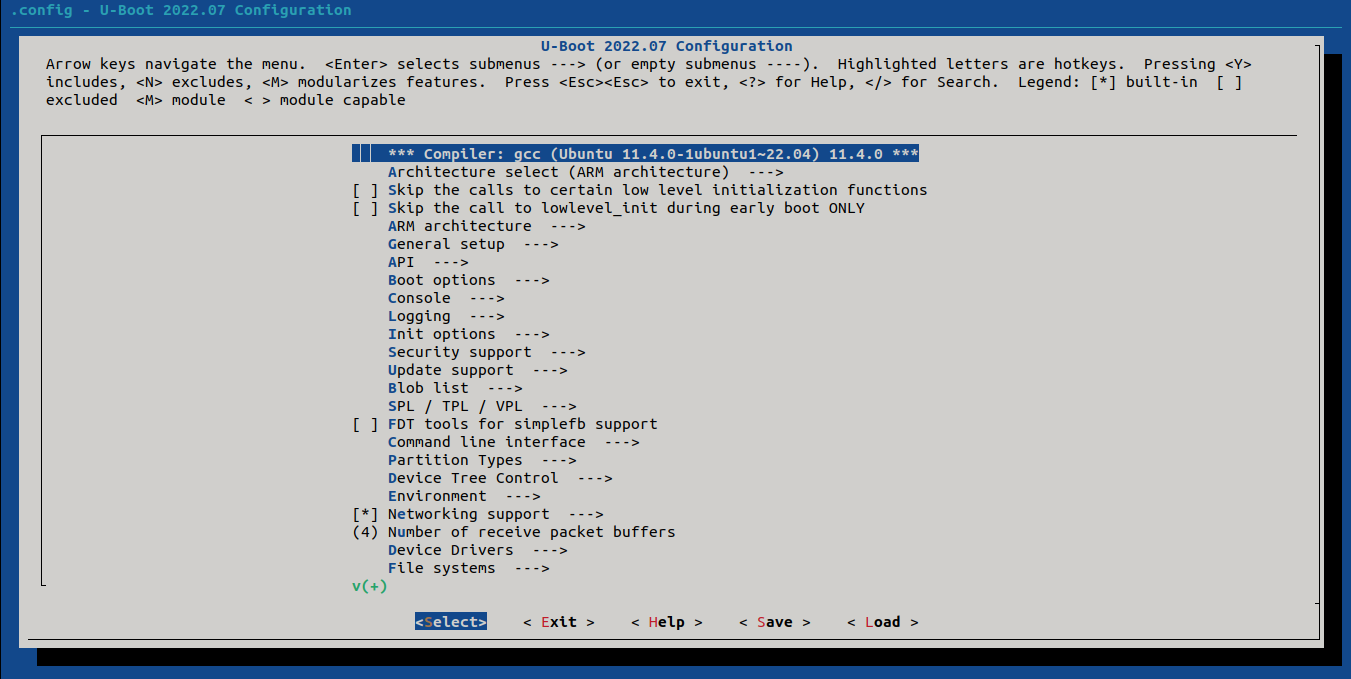 .config - U-Boot 2022.07 Configuration
U-Boot 2022.07 Configuration
Arrow keys navigate the menu.  <Enter> selects submenus ---> (or empty submenus ----).  Highlighted letters are hotkeys.  Pressing <Y>
includes, <N> excludes, <M> modularizes features.  Press <Esc><Esc> to exit, <?> for Help, </> for Search.  Legend: [*] built-in  [ ]
excluded  <M> module  < > module capable
*** Compiler: gcc (Ubuntu 11.4.0-1ubuntu1~22.04) 11.4.0 ***
Architecture select (ARM architecture)  --->
[ ] Skip the calls to certain low level initialization functions
[ ] Skip the call to lowlevel_init during early boot ONLY
ARM architecture  --->
General setup  --->
API  --->
Boot options  --->
Console  --->
Logging  --->
Init options  --->
Security support  --->
Update support  --->
Blob list  --->
SPL / TPL / VPL  --->
[ ] FDT tools for simplefb support
Command line interface  --->
Partition Types  --->
Device Tree Control  --->
Environment  --->
[*] Networking support  --->
(4) Number of receive packet buffers
Device Drivers  --->
File systems  --->
v(+)
<Select>    < Exit >    < Help >    < Save >    < Load >